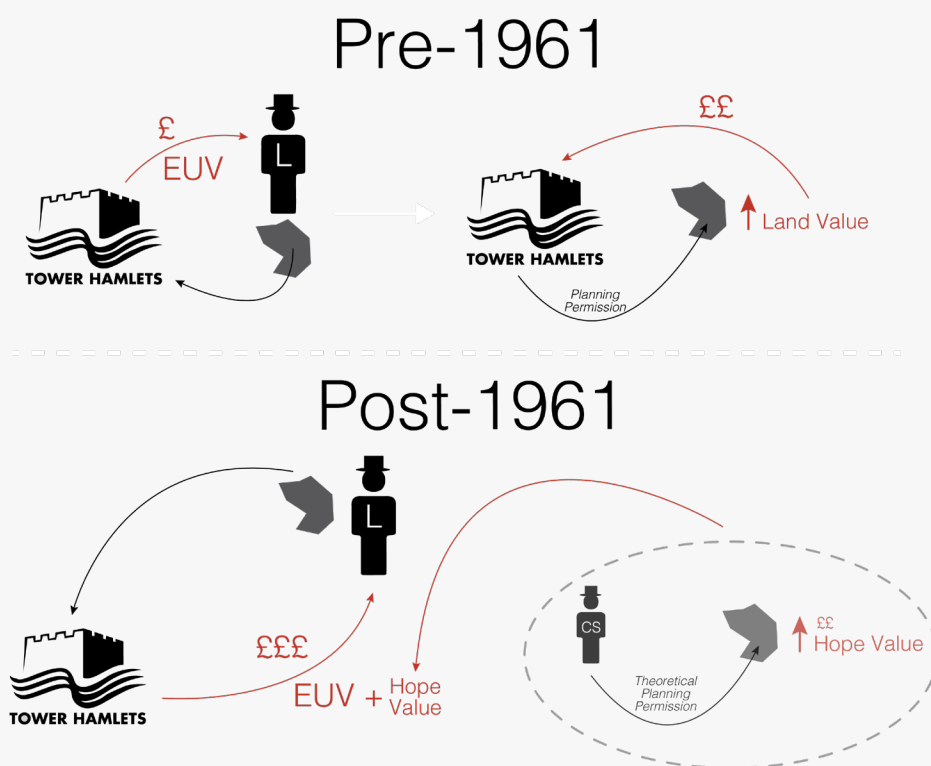 Pre-1961
£
EUV
L
TOWER HAMLETS
££
Land Value
TOWER HAMLETS
Planning
Permission
Post-1961
L
£££
EUV + Hope
Value
TOWER HAMLETS
CS
££
Hope Value
Theoretical
Planning
Permission